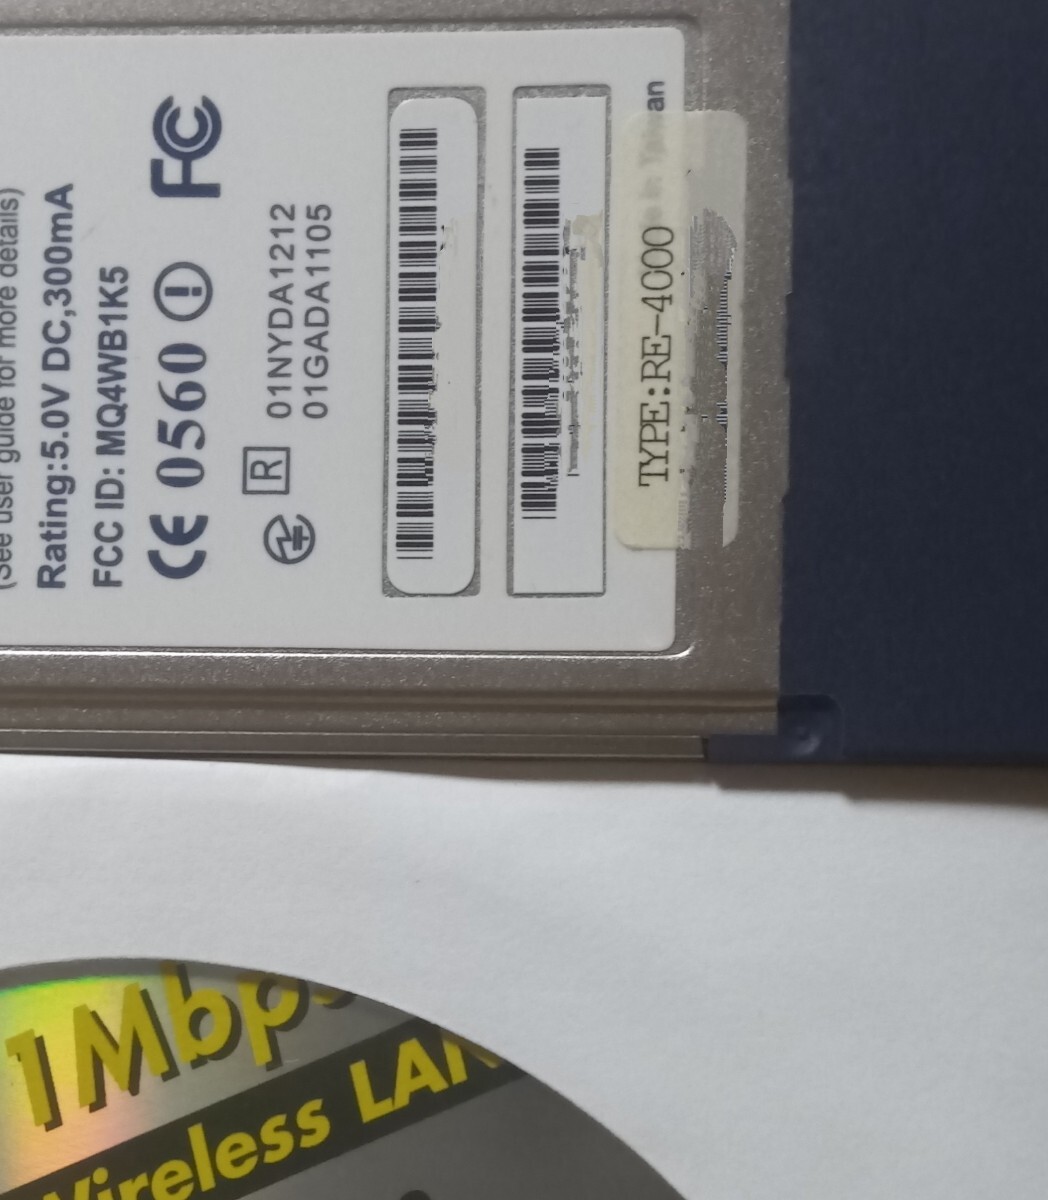 (See user guide for more details)
Rating:5.0V DC,300mA
FCC ID: MQ4WB1K5
CE 0560 FC
R 01NYDA1212
01GADA1105
TYPE:RE-4000
1Mbps
Wireless LAN